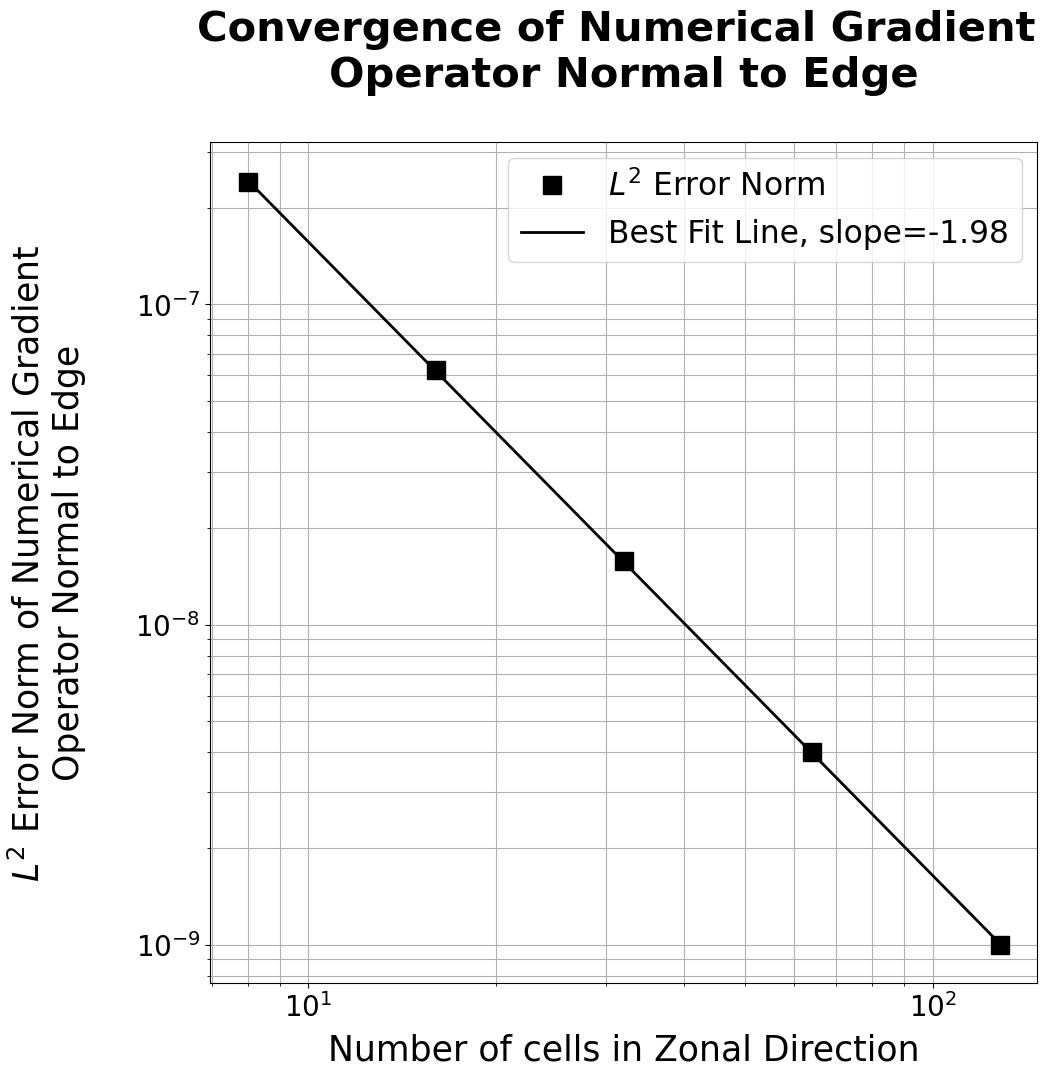 Convergence of Numerical Gradient
Operator Normal to Edge
L² Error Norm
Best Fit Line, slope=-1.98
L² Error Norm of Numerical Gradient
Operator Normal to Edge
10⁻⁷
10⁻⁸
10⁻⁹
10¹
10²
Number of cells in Zonal Direction